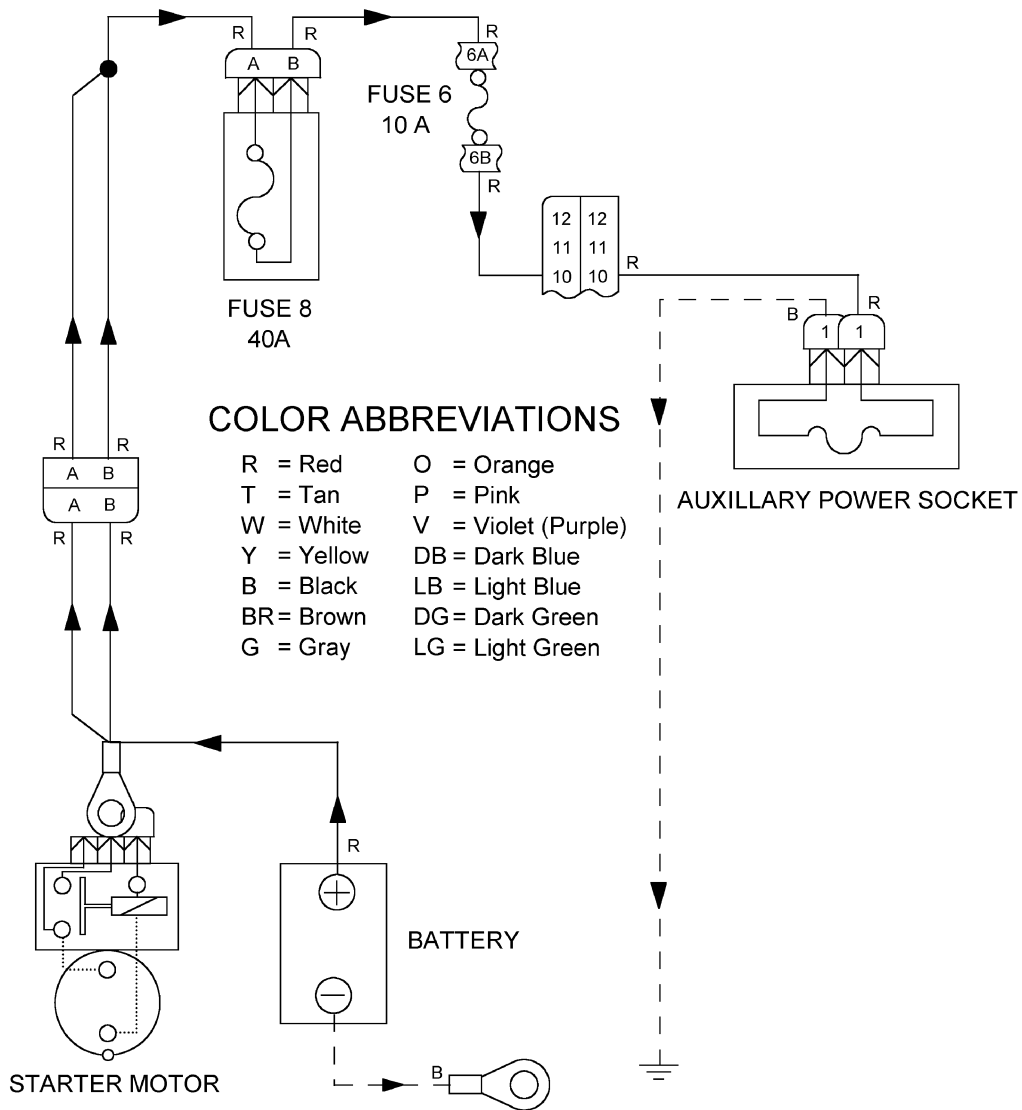 R
R
R
A
B
6A
FUSE 6
10 A
6B
R
12 12
11 11
10 10
R
FUSE 8
40A
B
R
1
1
AUXILLARY POWER SOCKET
COLOR ABBREVIATIONS
R = Red
T = Tan
W = White
Y = Yellow
B = Black
BR = Brown
G = Gray
O = Orange
P = Pink
V = Violet (Purple)
DB = Dark Blue
LB = Light Blue
DG = Dark Green
LG = Light Green
R
R
A B
A B
R
R
R
BATTERY
STARTER MOTOR
B